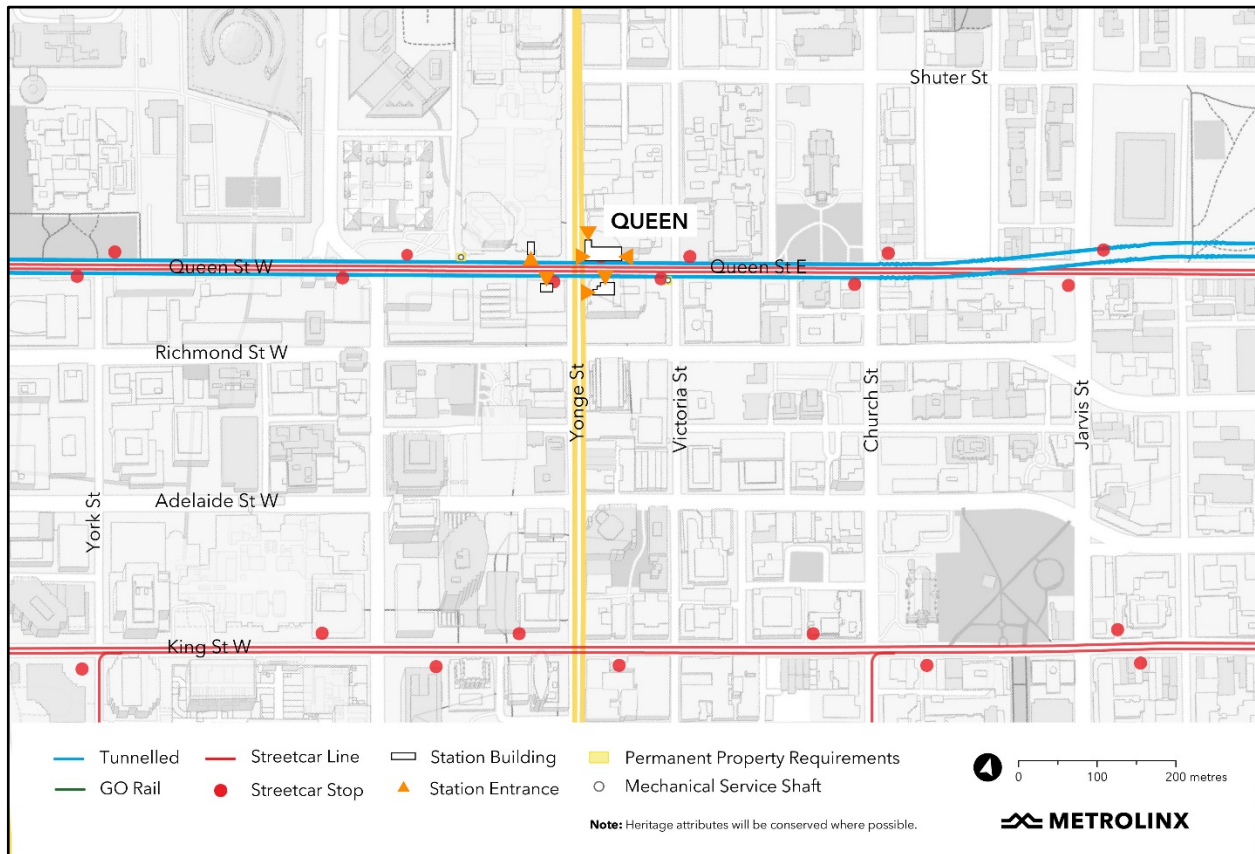 Shuter St
QUEEN
Queen St W
Queen St E
Richmond St W
Yonge St
Victoria St
Church St
Jarvis St
York St
Adelaide St W
King St W
Tunnelled
Streetcar Line
Station Building
Permanent Property Requirements
GO Rail
Streetcar Stop
Station Entrance
Mechanical Service Shaft
0 100 200 metres
Note: Heritage attributes will be conserved where possible.
METROLINX